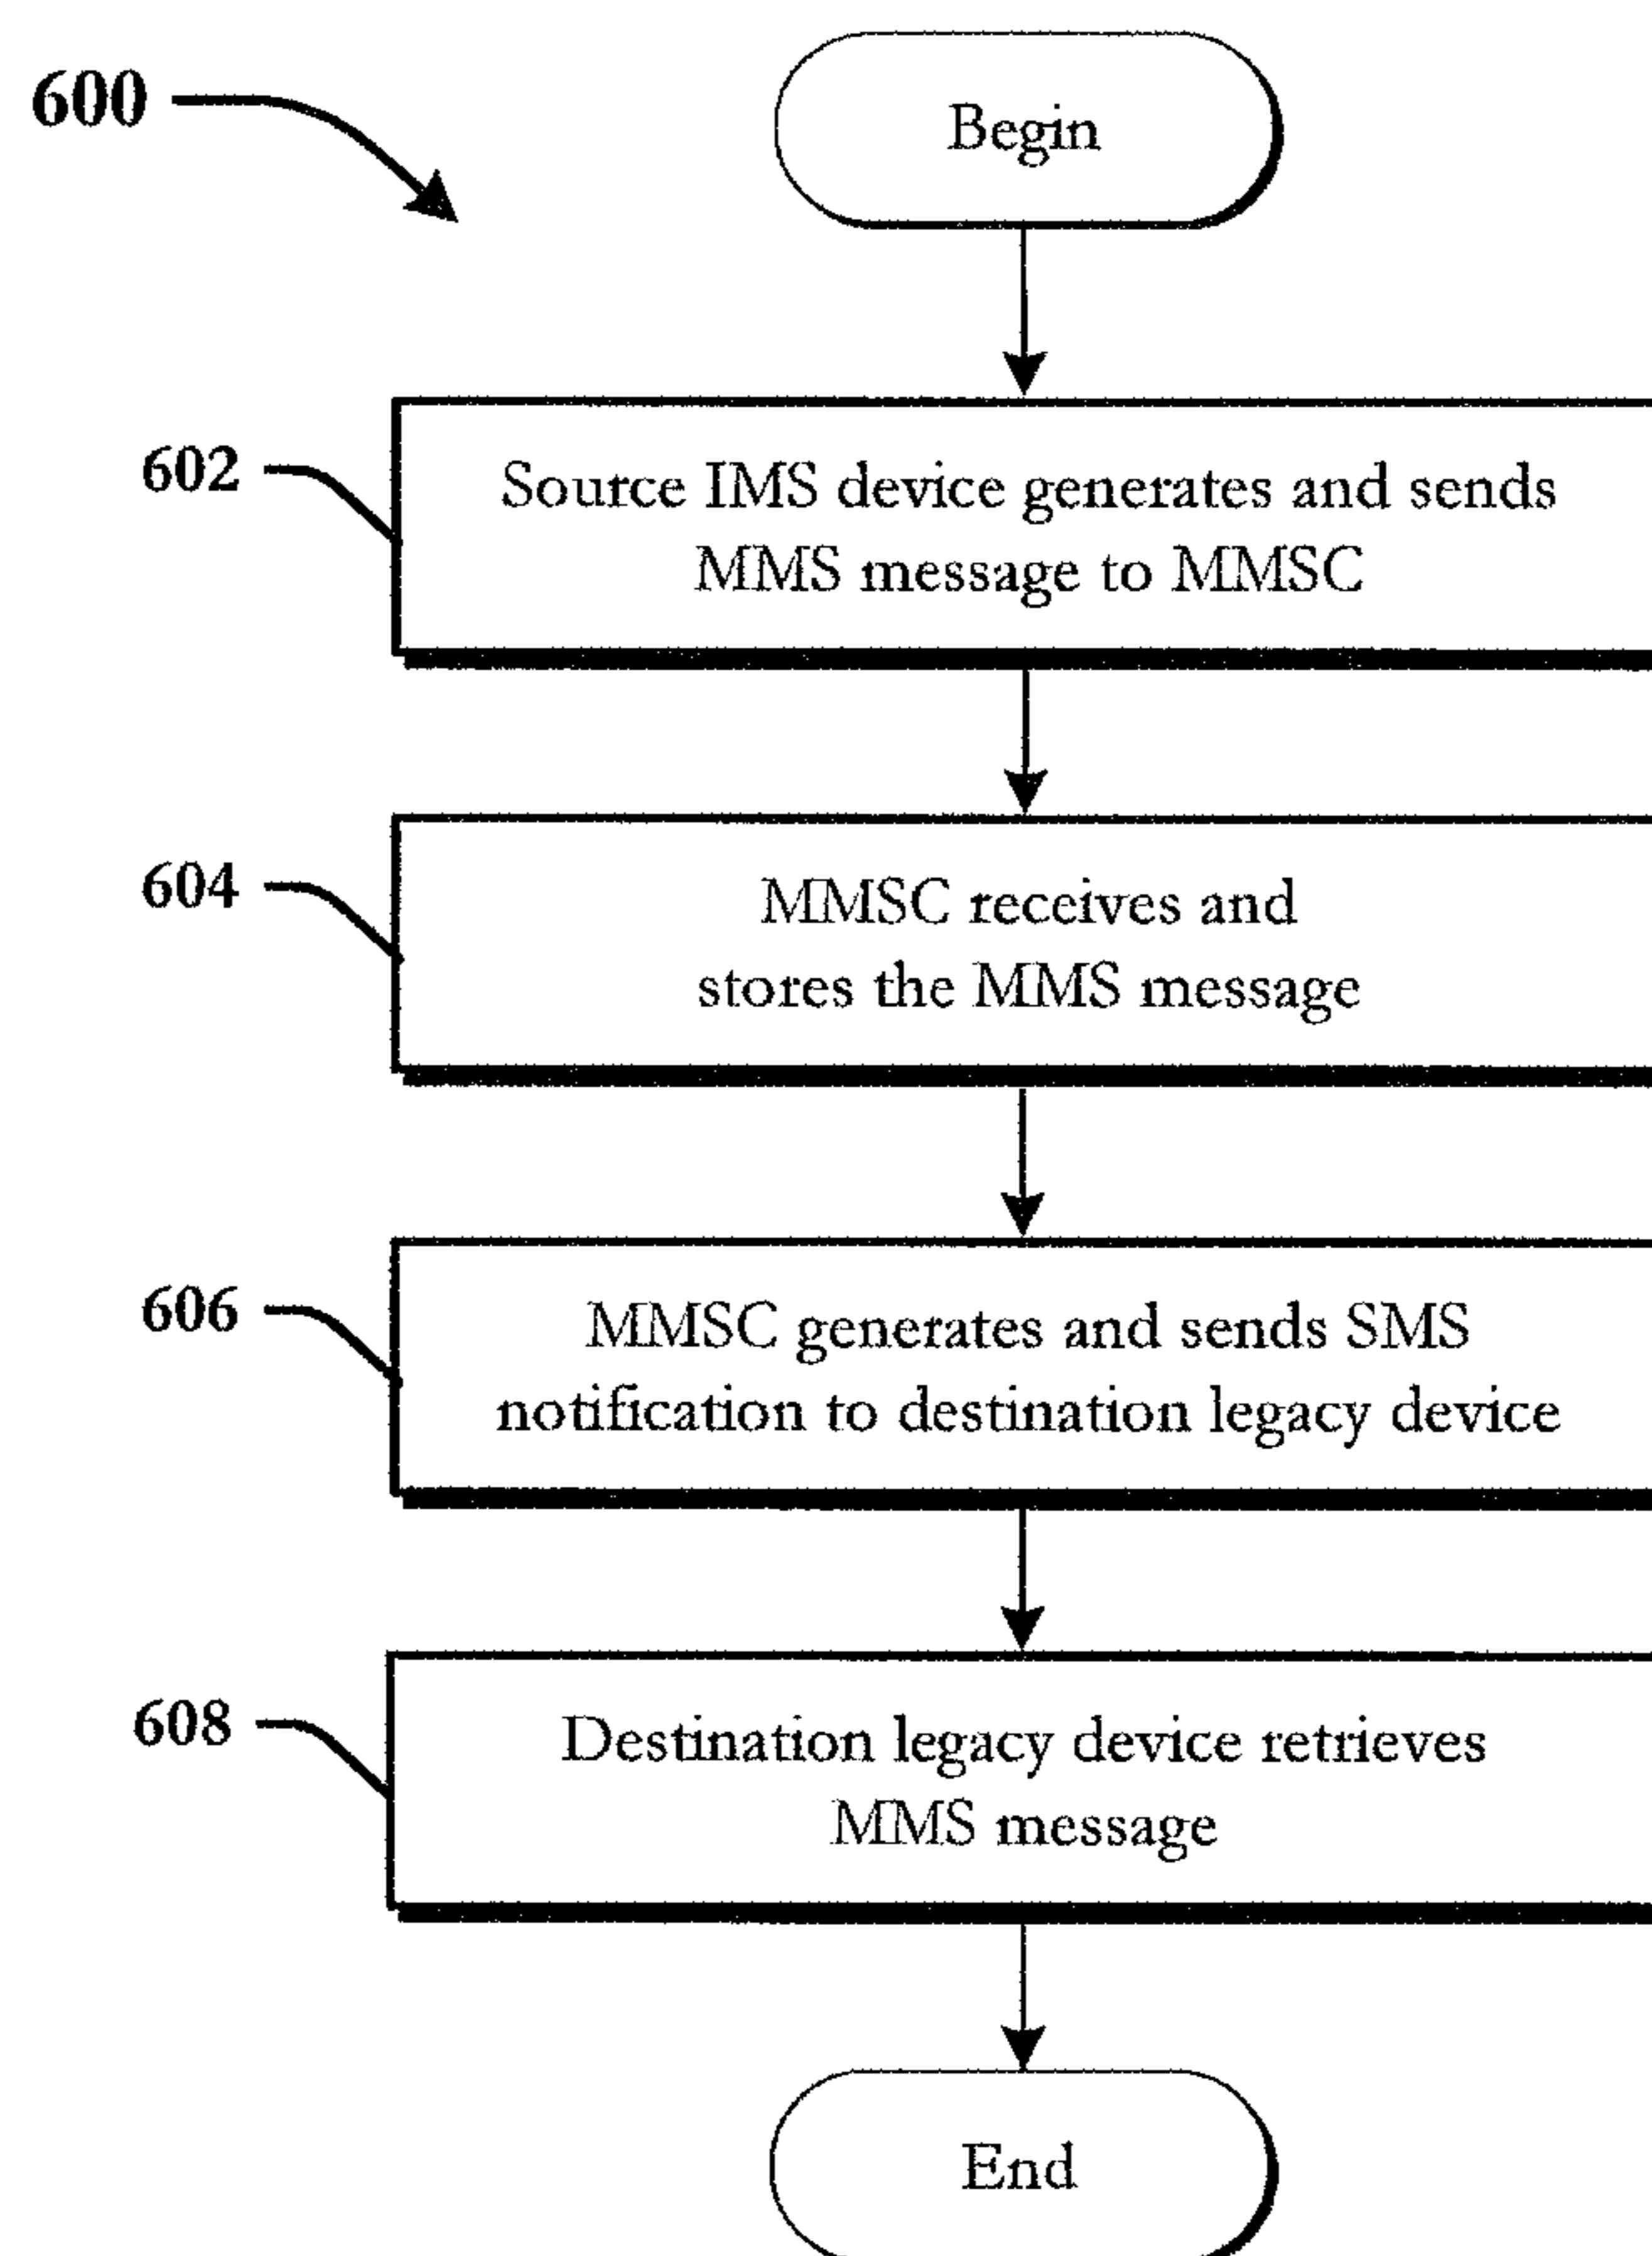 600
Begin
602
Source IMS device generates and sends
MMS message to MMSC
604
MMSC receives and
stores the MMS message
606
MMSC generates and sends SMS
notification to destination legacy device
608
Destination legacy device retrieves
MMS message
End